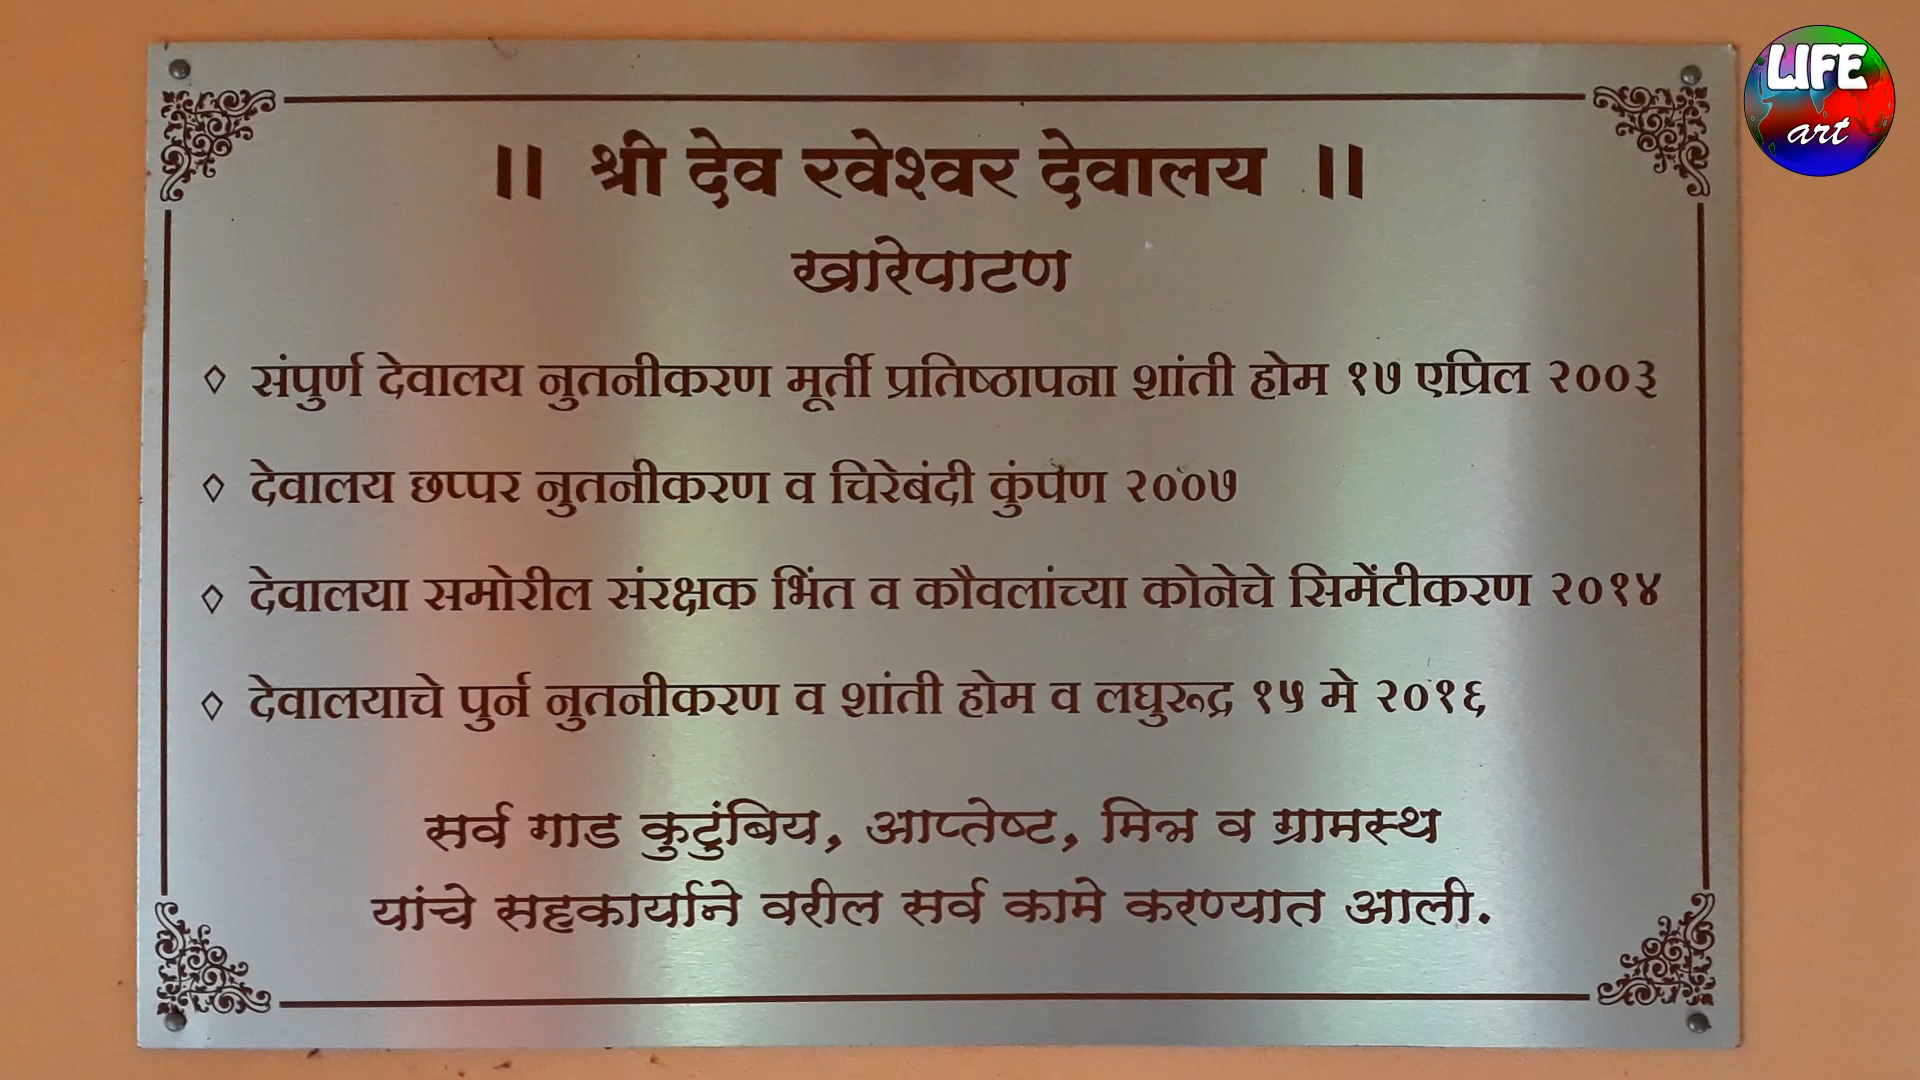 ।। श्री देव रवेश्वर देवालय ।।
खारेपाटण
◊ संपुर्ण देवालय नुतनीकरण मूर्ती प्रतिष्ठापना शांती होम १७ एप्रिल २००३
◊ देवालय छप्पर नुतनीकरण व चिरेबंदी कुंपण २००७
◊ देवालया समोरील संरक्षक भिंत व कौवलांच्या कोनेचे सिमेंटीकरण २०१४
◊ देवालयाचे पुर्न नुतनीकरण व शांती होम व लघुरूद्र १५ मे २०१६
सर्व गाड कुटुंबिय, आप्तेष्ट, मित्र व ग्रामस्थ
यांचे सहकार्याने वरील सर्व कामे करण्यात आली.
LIFE
art